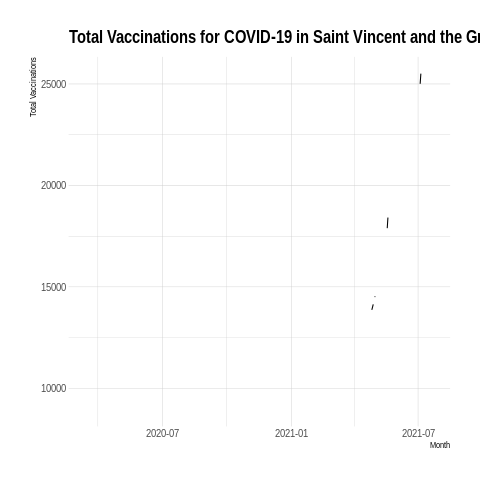 Total Vaccinations for COVID-19 in Saint Vincent and the Gr
Total Vaccinations
25000
20000
15000
10000
2020-07
2021-01
2021-07
Month